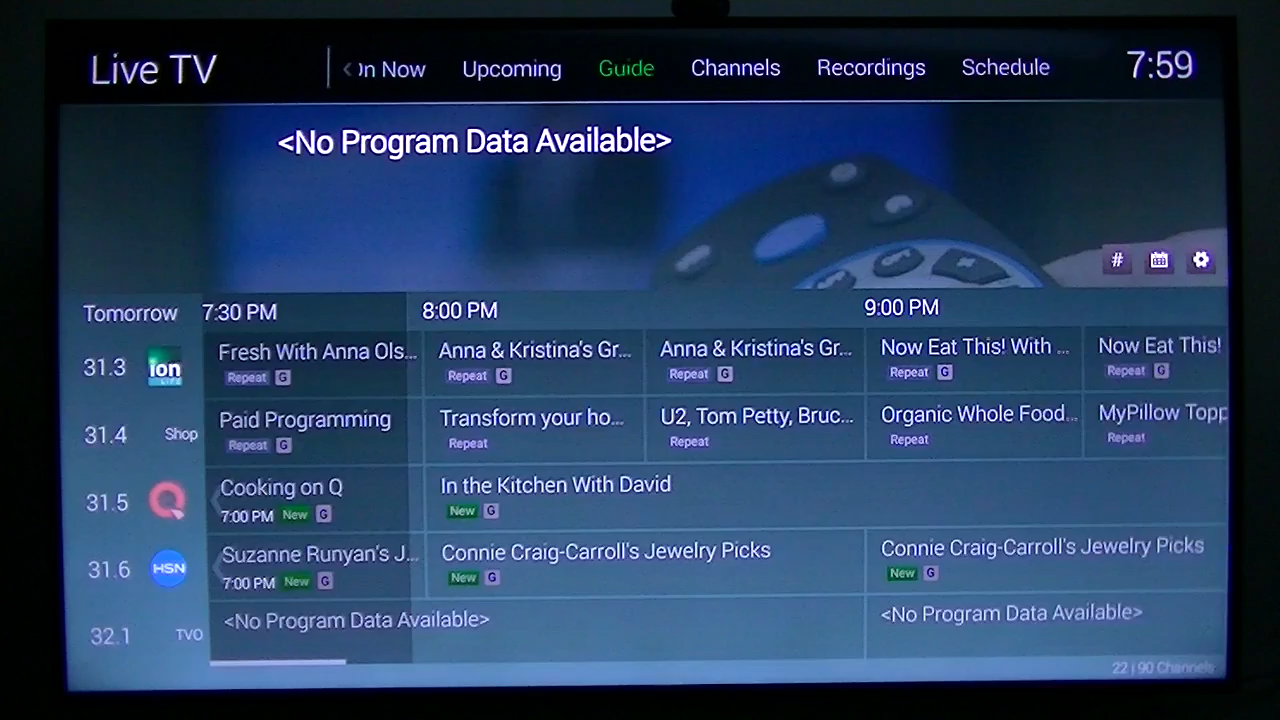 Live TV
On Now Upcoming Guide Channels Recordings Schedule 7:59
<No Program Data Available>
#
Tomorrow 7:30 PM 8:00 PM 9:00 PM
31.3 ion LIFE Fresh With Anna Ols... Anna & Kristina's Gr... Anna & Kristina's Gr... Now Eat This! With ... Now Eat This!
Repeat G Repeat G Repeat G Repeat G Repeat G
31.4 Shop Paid Programming Transform your ho... U2, Tom Petty, Bruc... Organic Whole Food... MyPillow Topp
Repeat G Repeat Repeat Repeat Repeat
31.5 Q Cooking on Q In the Kitchen With David
7:00 PM New G New G
31.6 HSN Suzanne Runyan's J... Connie Craig-Carroll's Jewelry Picks Connie Craig-Carroll's Jewelry Picks
7:00 PM New G New G New G
32.1 TVO <No Program Data Available> <No Program Data Available>
22 | 90 Channels